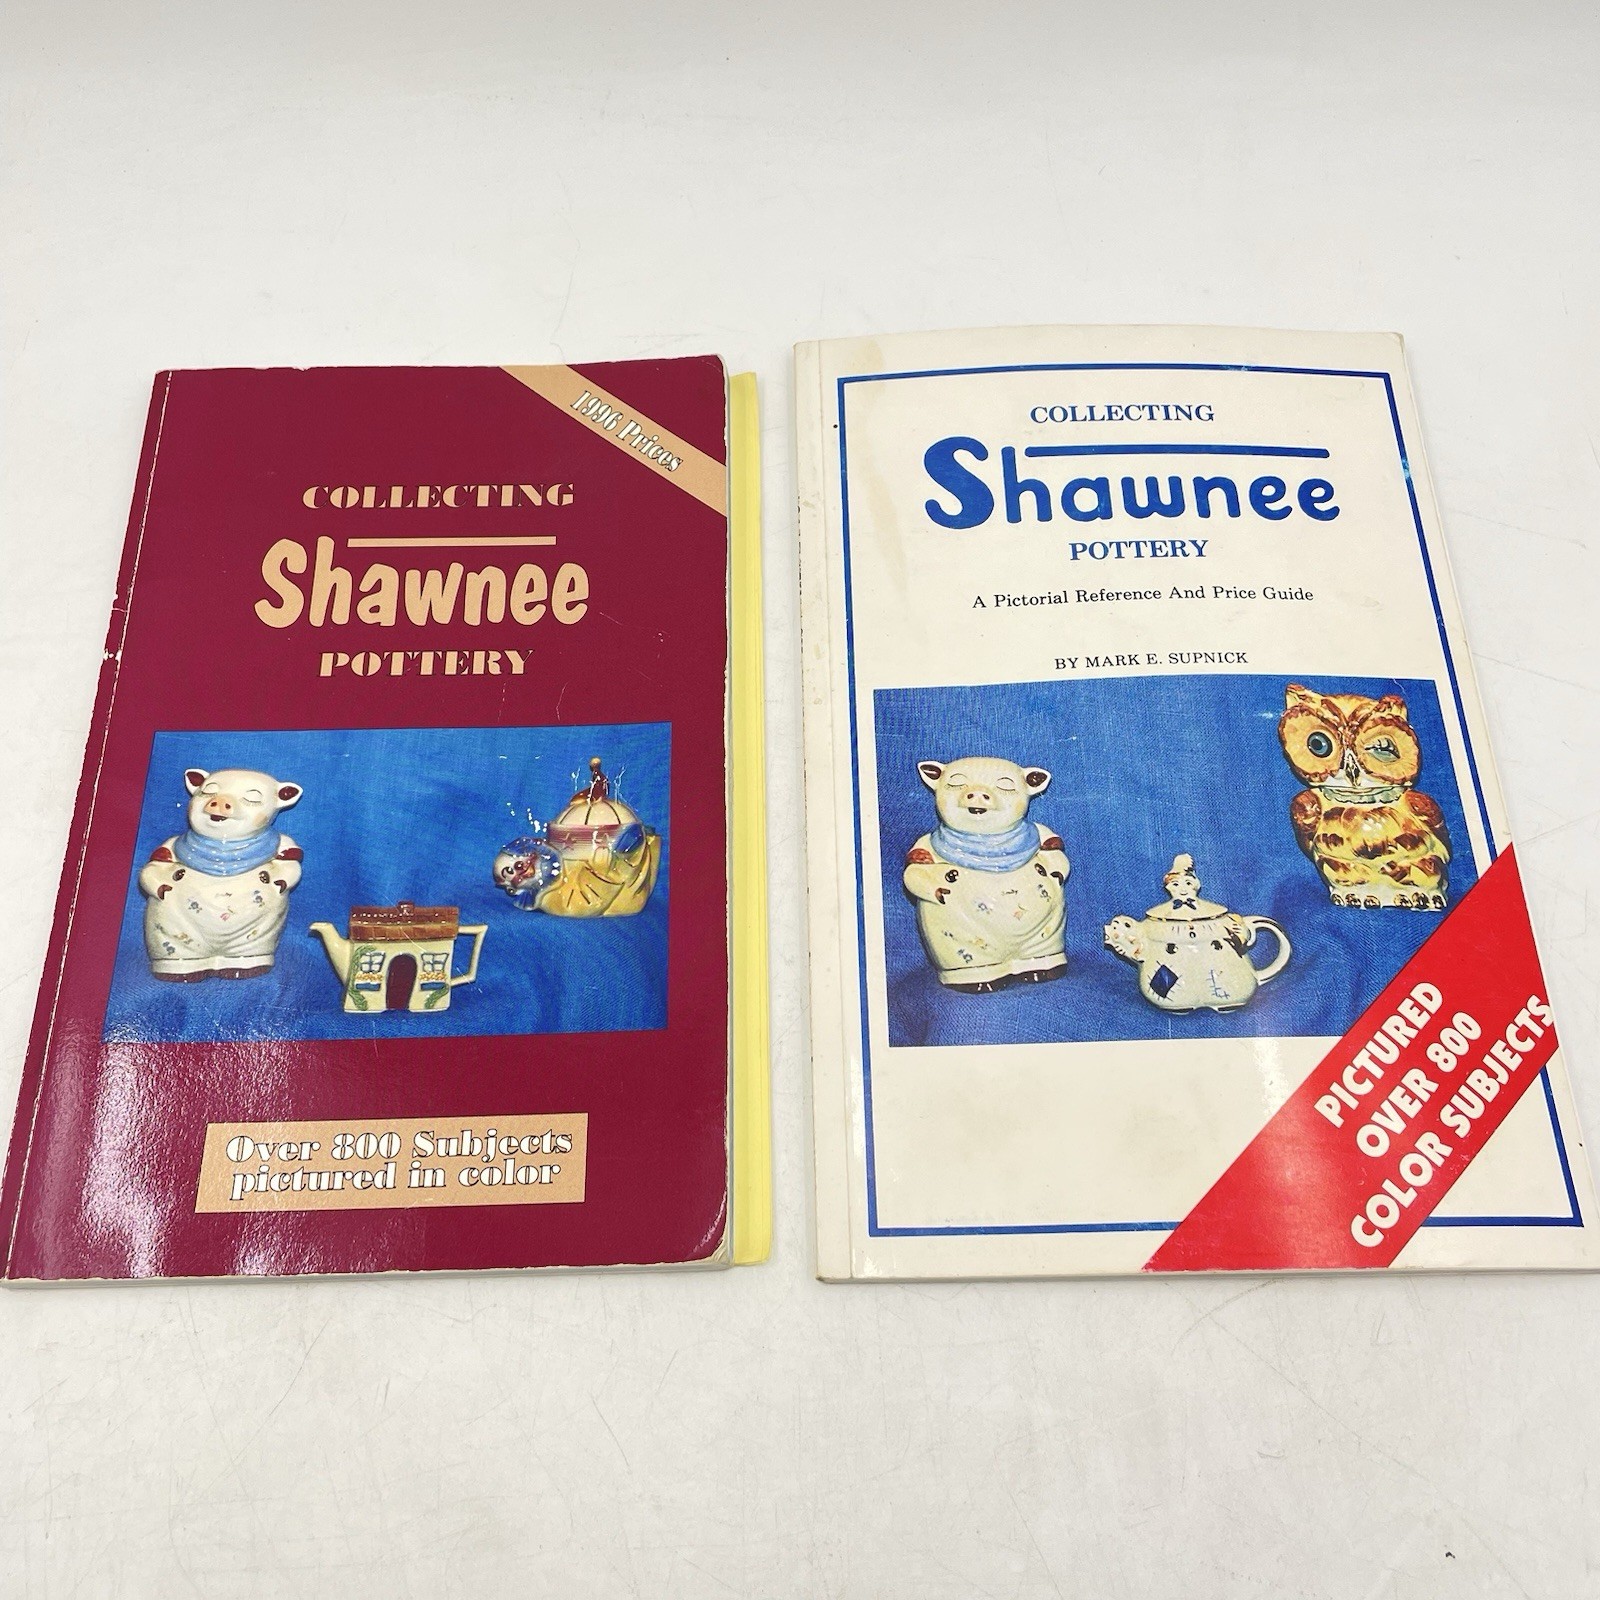 1996 Prices
COLLECTING
Shawnee
POTTERY
Over 800 Subjects
pictured in color
COLLECTING
Shawnee
POTTERY
A Pictorial Reference And Price Guide
BY MARK E. SUPNICK
PICTURED
OVER 800
COLOR SUBJECTS